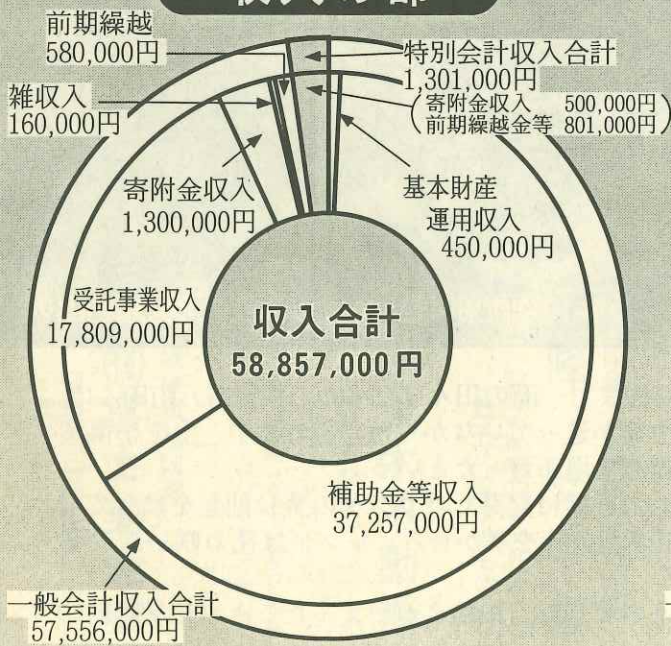 前期繰越
580,000円
特別会計収入合計
1,301,000円
(寄附金収入 500,000円
前期繰越金等 801,000円)
雑収入
160,000円
寄附金収入
1,300,000円
基本財産
運用収入
450,000円
受託事業収入
17,809,000円
収入合計
58,857,000円
補助金等収入
37,257,000円
一般会計収入合計
57,556,000円